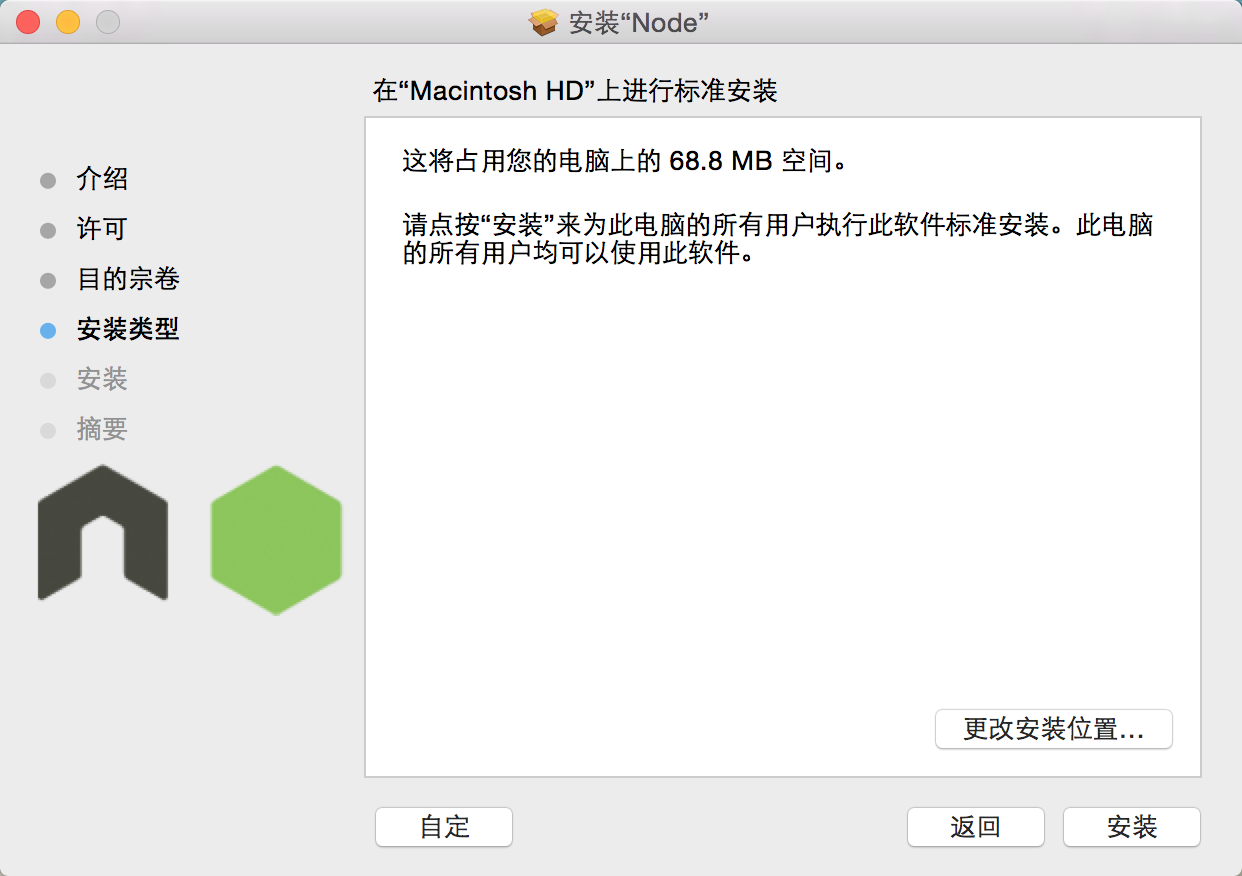 安装“Node”
在“Macintosh HD”上进行标准安装
介绍
许可
目的宗卷
安装类型
安装
摘要
这将占用您的电脑上的 68.8 MB 空间。
请点按“安装”来为此电脑的所有用户执行此软件标准安装。此电脑
的所有用户均可以使用此软件。
更改安装位置...
自定
返回
安装